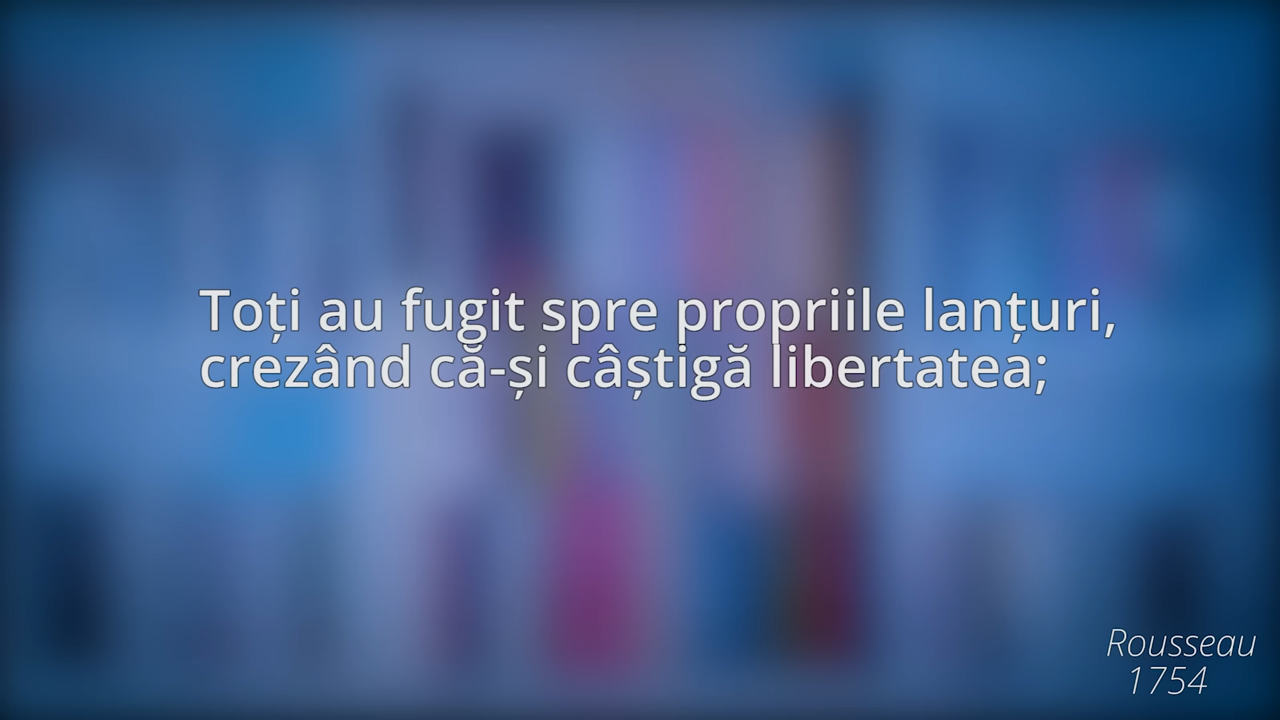 Toți au fugit spre propriile lanțuri,
crezând că-și câștigă libertatea;
Rousseau
1754